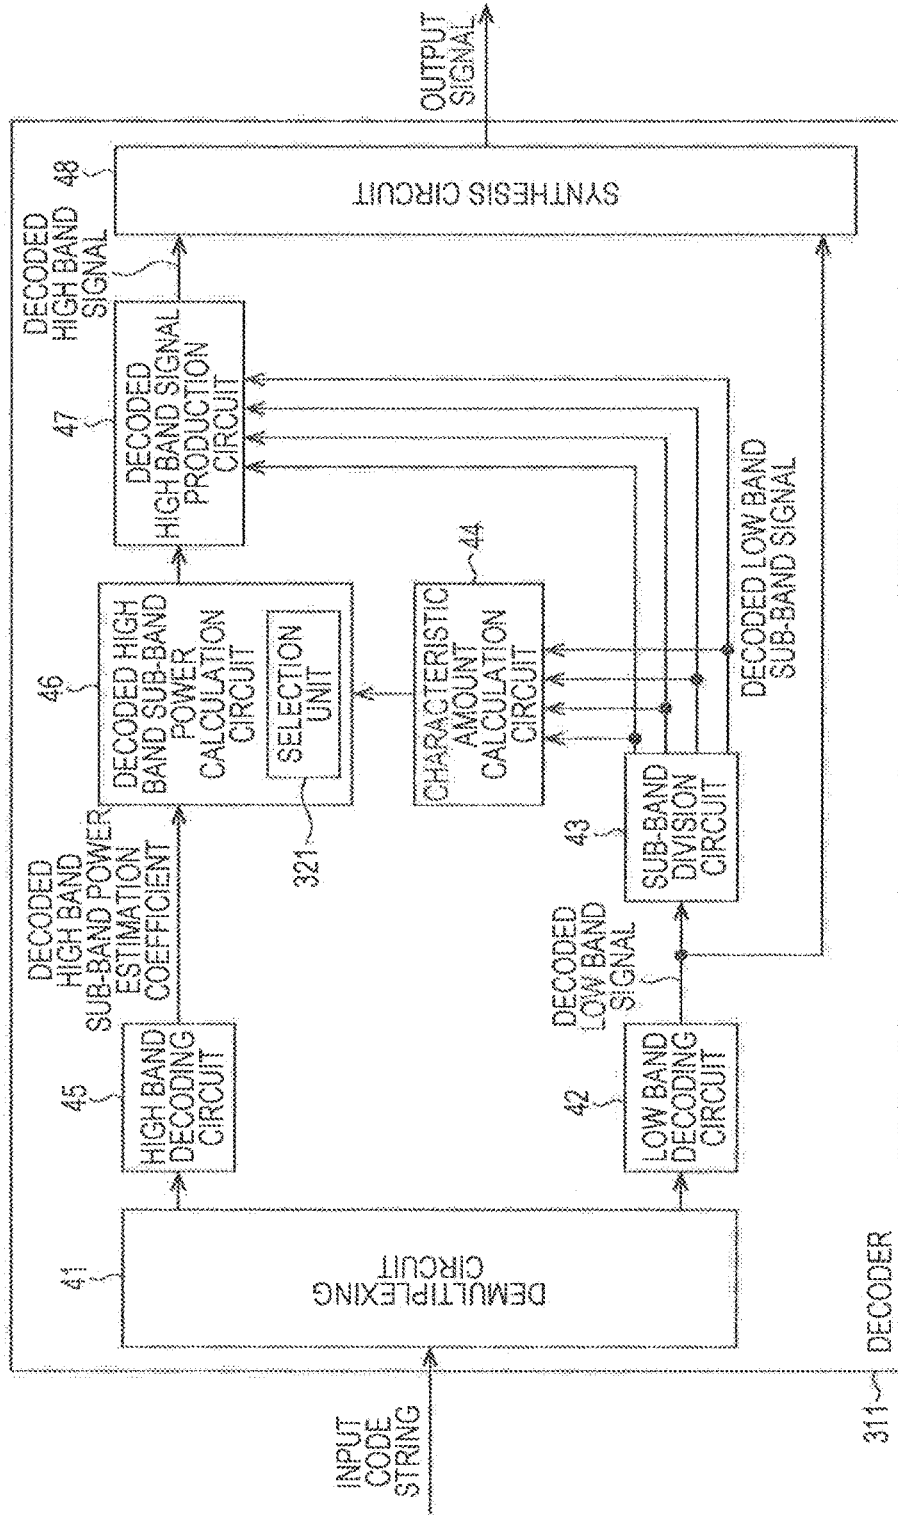 INPUT
CODE
STRING
311
DECODER
41
DEMULTIPLEXING
CIRCUIT
45
HIGH BAND
DECODING
CIRCUIT
DECODED
HIGH BAND
SUB-BAND POWER
ESTIMATION
COEFFICIENT
46
DECODED HIGH
BAND SUB-BAND
POWER
CALCULATION
CIRCUIT
SELECTION
UNIT
321
47
DECODED
HIGH BAND SIGNAL
PRODUCTION
CIRCUIT
DECODED
HIGH BAND
SIGNAL
48
SYNTHESIS CIRCUIT
OUTPUT
SIGNAL
42
LOW BAND
DECODING
CIRCUIT
DECODED
LOW BAND
SIGNAL
43
SUB-BAND
DIVISION
CIRCUIT
44
CHARACTERISTIC
AMOUNT
CALCULATION
CIRCUIT
DECODED LOW BAND
SUB-BAND SIGNAL